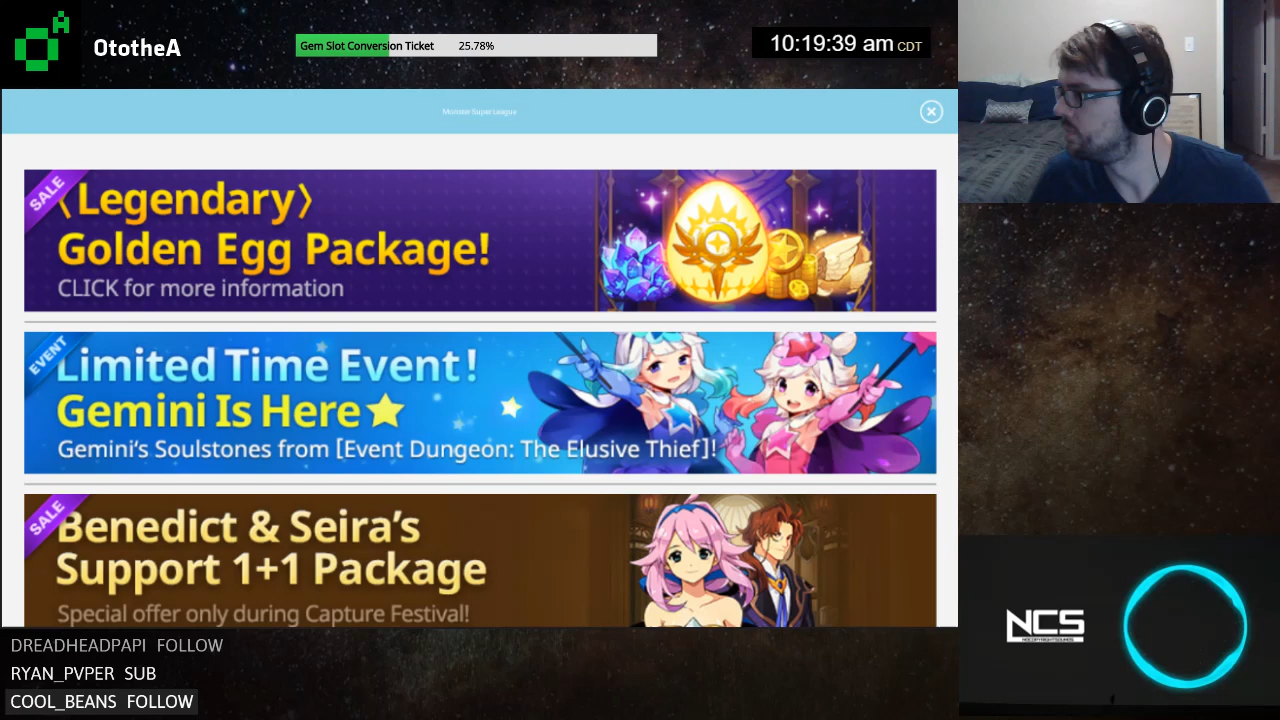 OtotheA
Gem Slot Conversion Ticket 25.78%
10:19:39 am CDT
Monster Super League
SALE
〈Legendary〉
Golden Egg Package!
CLICK for more information
EVENT
Limited Time Event!
Gemini Is Here★
Gemini's Soulstones from [Event Dungeon: The Elusive Thief]!
SALE
Benedict & Seira's
Support 1+1 Package
Special offer only during Capture Festival!
DREADHEADPAPI FOLLOW
RYAN_PVPER SUB
COOL_BEANS FOLLOW
NCS
NOCOPYRIGHTSOUNDS